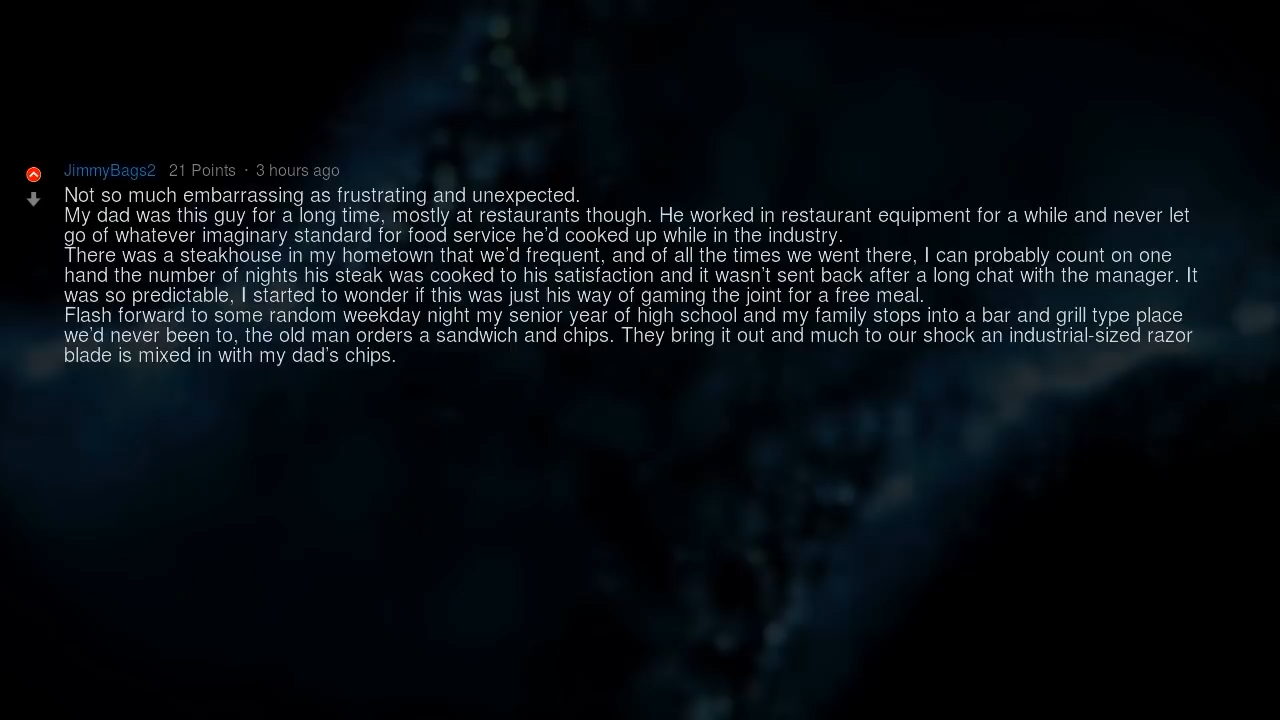 JimmyBags2 21 Points · 3 hours ago
Not so much embarrassing as frustrating and unexpected.
My dad was this guy for a long time, mostly at restaurants though. He worked in restaurant equipment for a while and never let
go of whatever imaginary standard for food service he’d cooked up while in the industry.
There was a steakhouse in my hometown that we’d frequent, and of all the times we went there, I can probably count on one
hand the number of nights his steak was cooked to his satisfaction and it wasn’t sent back after a long chat with the manager. It
was so predictable, I started to wonder if this was just his way of gaming the joint for a free meal.
Flash forward to some random weekday night my senior year of high school and my family stops into a bar and grill type place
we’d never been to, the old man orders a sandwich and chips. They bring it out and much to our shock an industrial-sized razor
blade is mixed in with my dad’s chips.